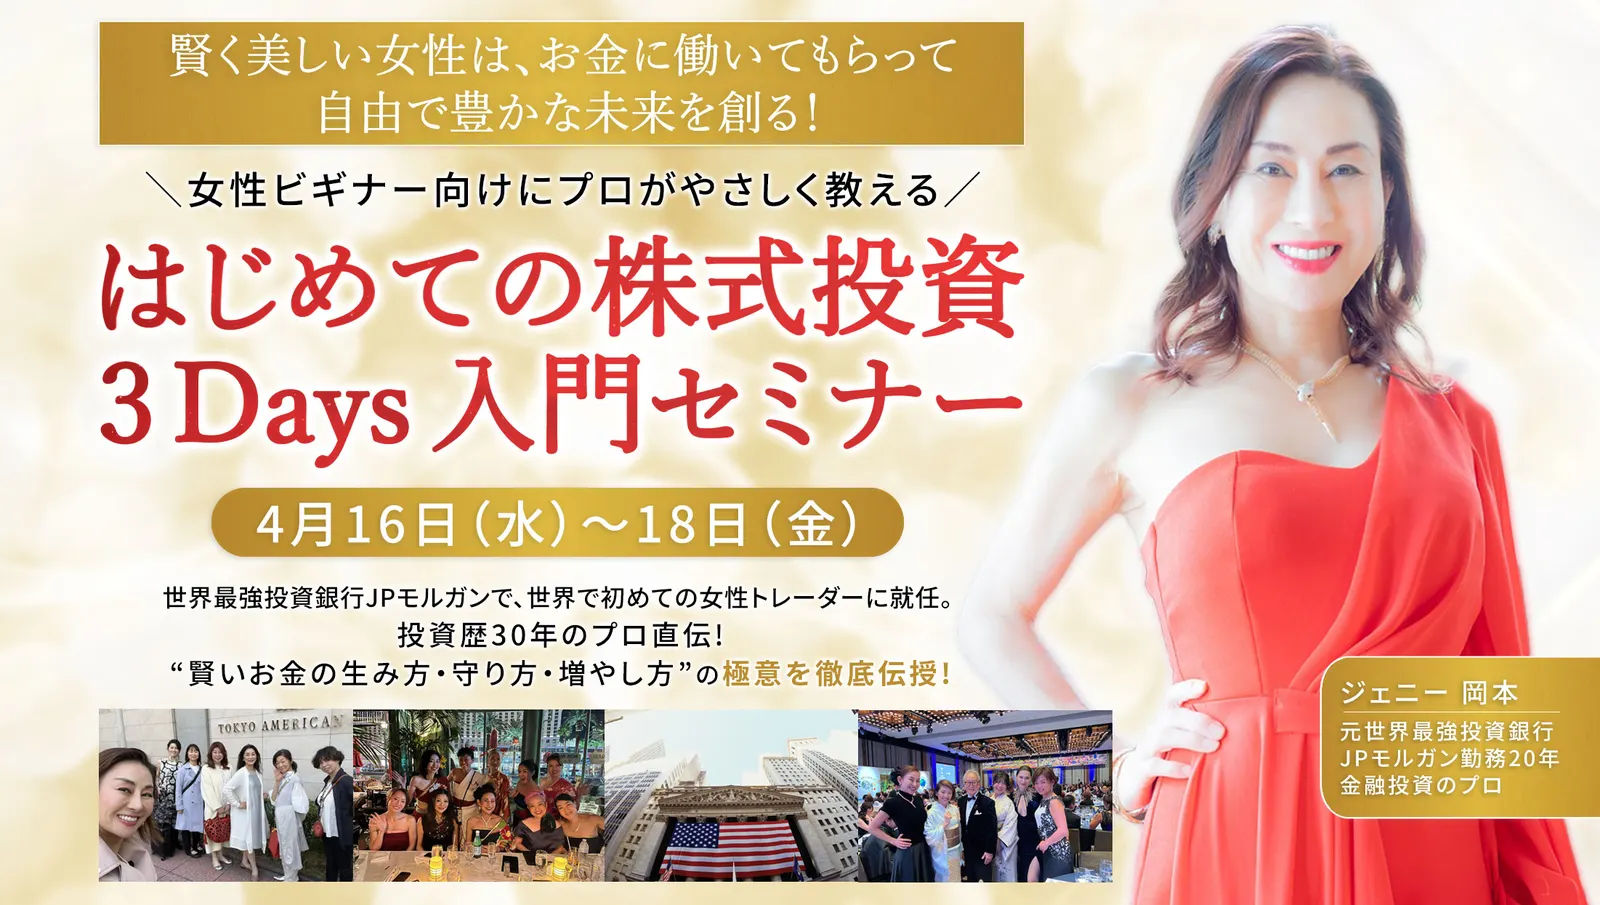 賢く美しい女性は、お金に働いてもらって
自由で豊かな未来を創る!
＼女性ビギナー向けにプロがやさしく教える／
はじめての株式投資
3 Days 入門セミナー
4月16日（水）～18日（金）
世界最強投資銀行JPモルガンで、世界で初めての女性トレーダーに就任。
投資歴30年のプロ直伝!
“賢いお金の生み方・守り方・増やし方”の極意を徹底伝授!
TOKYO AMERICAN
ジェニー 岡本
元世界最強投資銀行
JPモルガン勤務20年
金融投資のプロ